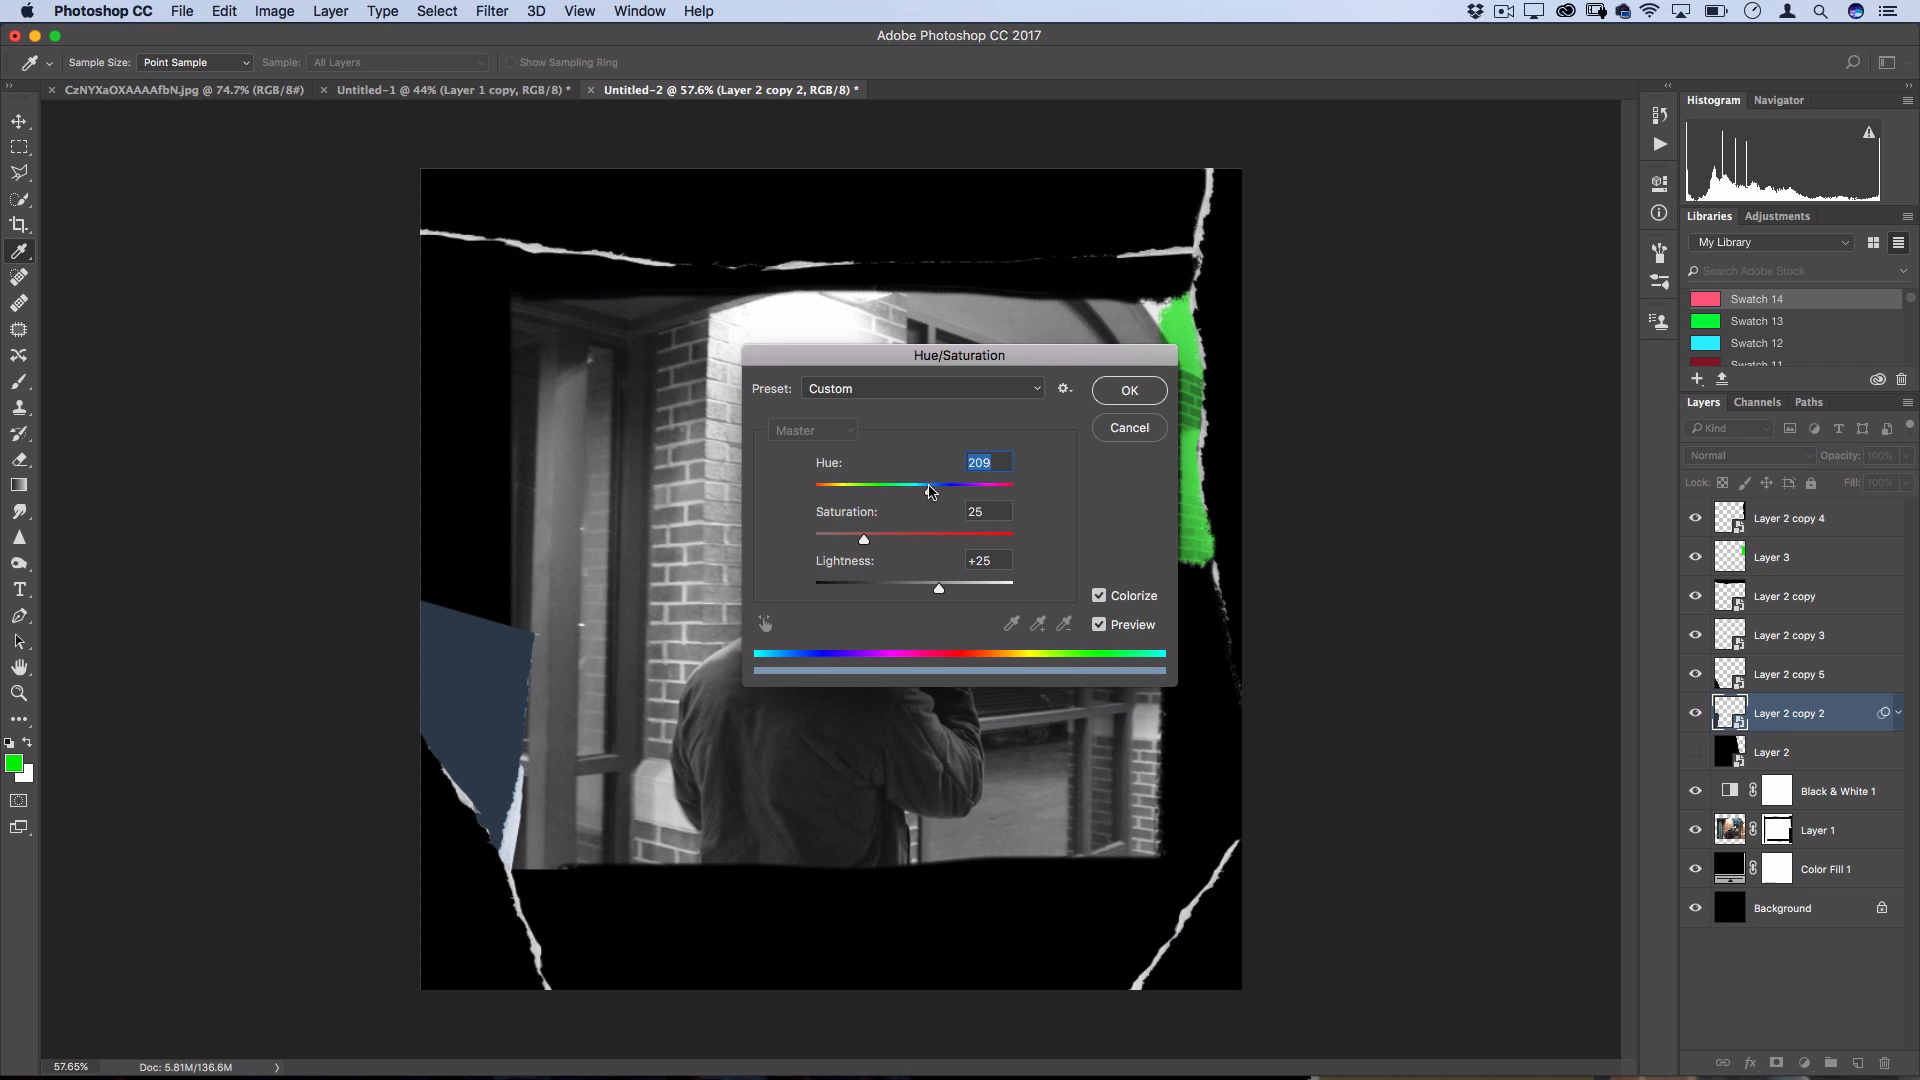 Photoshop CC File Edit Image Layer Type Select Filter 3D View Window Help
Adobe Photoshop CC 2017
Sample Size: Point Sample Sample: All Layers Show Sampling Ring
CzNYXaOXAAAAfbN.jpg @ 74.7% (RGB/8#) Untitled-1 @ 44% (Layer 1 copy, RGB/8) * Untitled-2 @ 57.6% (Layer 2 copy 2, RGB/8) *
Histogram Navigator
Libraries Adjustments
My Library
Search Adobe Stock
Swatch 14
Swatch 13
Swatch 12
Swatch 11
Layers Channels Paths
Kind
Normal Opacity: 100%
Lock: Fill: 100%
Layer 2 copy 4
Layer 3
Layer 2 copy
Layer 2 copy 3
Layer 2 copy 5
Layer 2 copy 2
Layer 2
Black & White 1
Layer 1
Color Fill 1
Background
Hue/Saturation
Preset: Custom
OK
Cancel
Master
Hue: 209
Saturation: 25
Lightness: +25
Colorize
Preview
57.65% Doc: 5.81M/136.6M